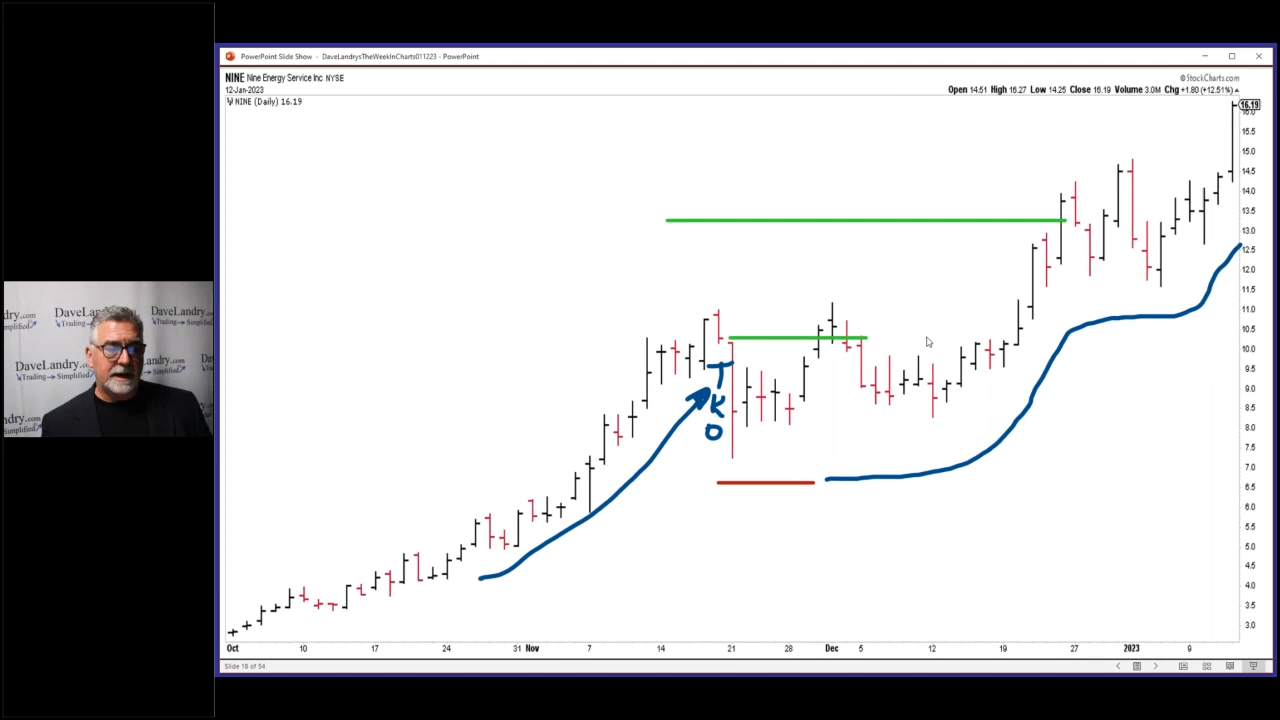 PowerPoint Slide Show - DaveLandrysTheWeekInCharts011223 - PowerPoint
NINE Nine Energy Service Inc NYSE
© StockCharts.com
12-Jan-2023
Open 14.51 High 16.27 Low 14.25 Close 16.19 Volume 3.0M Chg +1.80 (+12.51%)
NINE (Daily) 16.19
16.19
16.0
15.5
15.0
14.5
14.0
13.5
13.0
12.5
12.0
11.5
11.0
10.5
10.0
9.5
9.0
8.5
8.0
7.5
7.0
6.5
6.0
5.5
5.0
4.5
4.0
3.5
3.0
TKO
Oct 10 17 24 31 Nov 7 14 21 28 Dec 5 12 19 27 2023 9
Slide 18 of 54
dry.com DaveLandry.com DaveLandry
implified Trading Simplified Trading Simplified
DaveLan
Trading Simplified